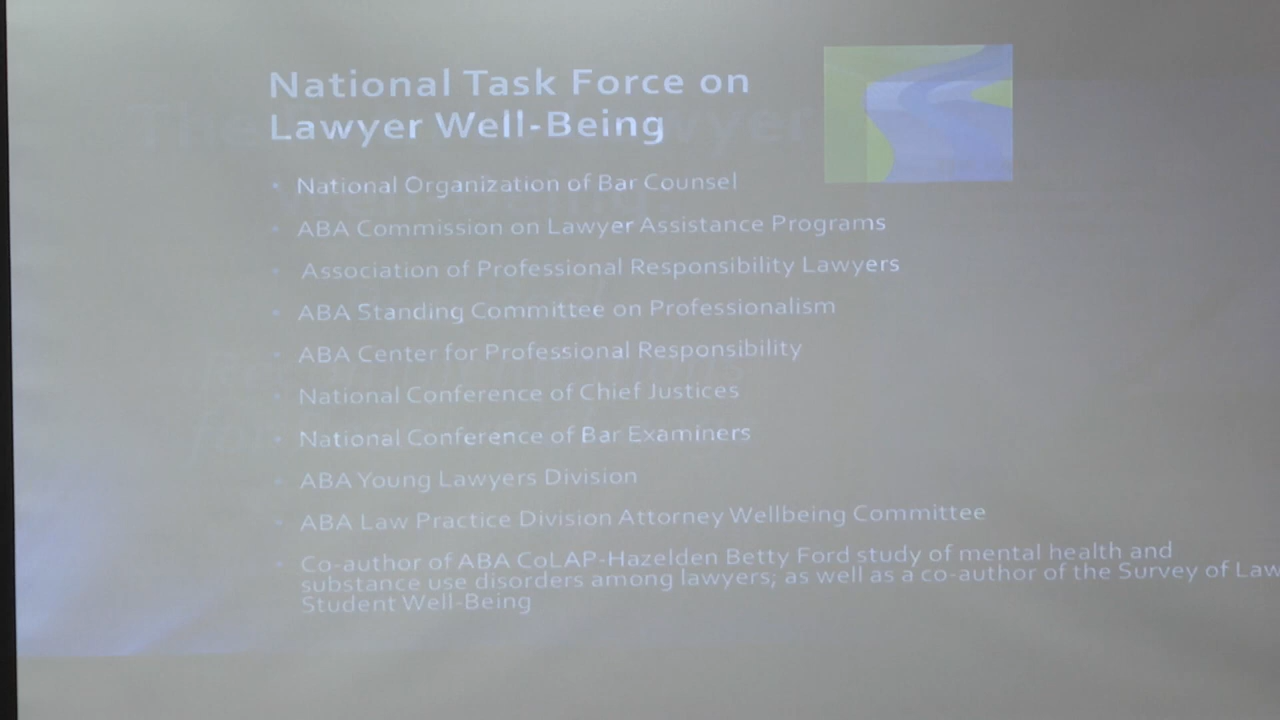 National Task Force on
Lawyer Well-Being
• National Organization of Bar Counsel
• ABA Commission on Lawyer Assistance Programs
• Association of Professional Responsibility Lawyers
• ABA Standing Committee on Professionalism
• ABA Center for Professional Responsibility
• National Conference of Chief Justices
• National Conference of Bar Examiners
• ABA Young Lawyers Division
• ABA Law Practice Division Attorney Wellbeing Committee
• Co-author of ABA CoLAP-Hazelden Betty Ford study of mental health and
substance use disorders among lawyers; as well as a co-author of the Survey of Law
Student Well-Being